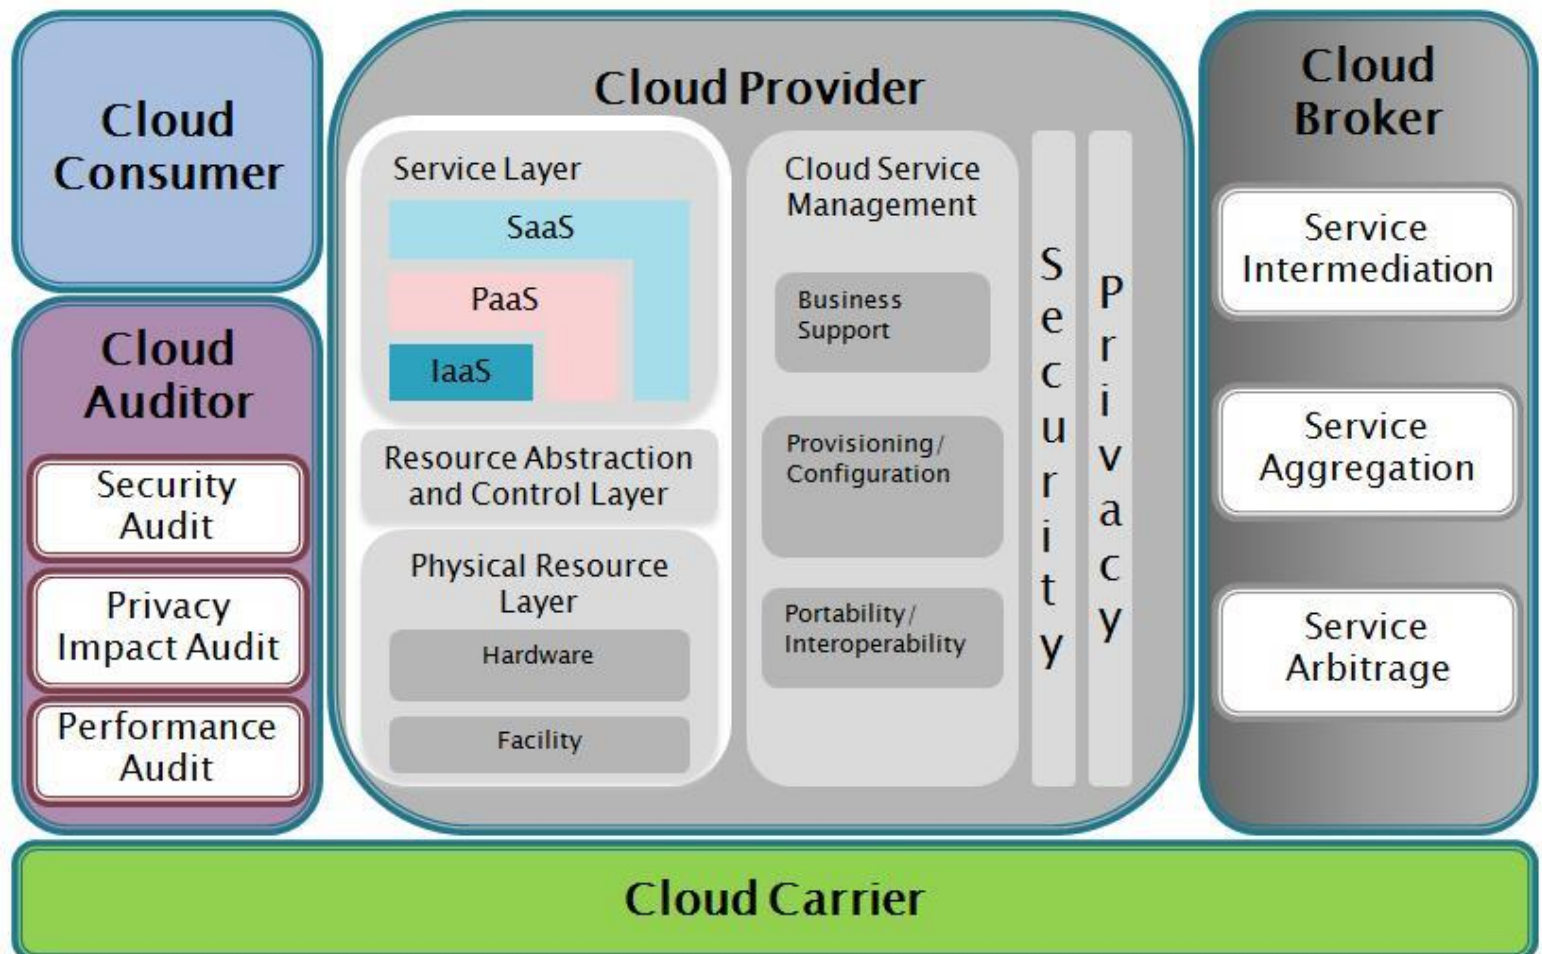 Cloud
Consumer
Cloud
Auditor
Security
Audit
Privacy
Impact Audit
Performance
Audit
Cloud Provider
Service Layer
SaaS
PaaS
IaaS
Resource Abstraction
and Control Layer
Physical Resource
Layer
Hardware
Facility
Cloud Service
Management
Business
Support
Provisioning/
Configuration
Portability/
Interoperability
Security
Privacy
Cloud
Broker
Service
Intermediation
Service
Aggregation
Service
Arbitrage
Cloud Carrier